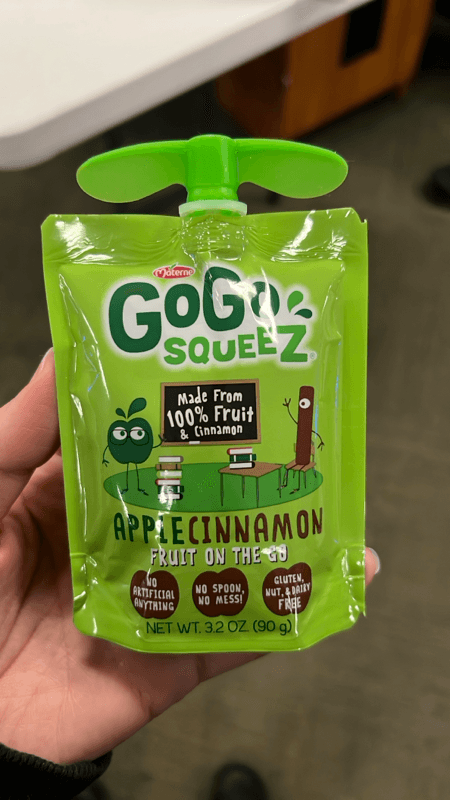 Materne
GoGo
SQUEEZ
Made From
100% Fruit
& Cinnamon
APPLECINNAMON
FRUIT ON THE GO
NO
ARTIFICIAL
ANYTHING
NO SPOON,
NO MESS!
GLUTEN,
NUT, & DAIRY
FREE
NET WT. 3.2 OZ (90 g)